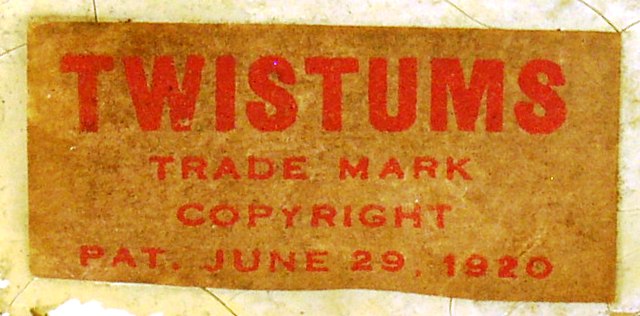 TWISTUMS
TRADE MARK
COPYRIGHT
PAT. JUNE 29, 1920